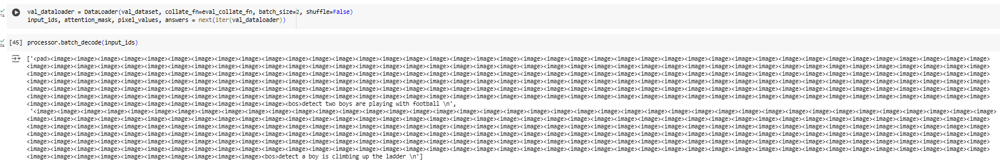 1s
val_dataloader = DataLoader(val_dataset, collate_fn=eval_collate_fn, batch_size=2, shuffle=False)
input_ids, attention_mask, pixel_values, answers = next(iter(val_dataloader))
0s
[45] processor.batch_decode(input_ids)
['<pad><image><image><image><image><image><image><image><image><image><image><image><image><image><image><image><image><image><image><image><image><image><image><image><image><image><image><image><image><image><image><image><image><image><image><image><image><image><image><image><image>
<image><image><image><image><image><image><image><image><image><image><image><image><image><image><image><image><image><image><image><image><image><image><image><image><image><image><image><image><image><image><image><image><image><image><image><image><image><image><image><image><image>
<image><image><image><image><image><image><image><image><image><image><image><image><image><image><image><image><image><image><image><image><image><image><image><image><image><image><image><image><image><image><image><image><image><image><image><image><image><image><image><image><image>
<image><image><image><image><image><image><image><image><image><image><image><image><image><image><image><image><image><image><image><image><image><image><image><image><image><image><image><image><image><image><image><image><image><image><image><image><image><image><image><image><image>
<image><image><image><image><image><image><image><image><image><image><image><image><image><image><image><image><image><image><image><image><image><image><image><image><image><image><image><image><image><image><image><image><image><image><image><image><image><image><image><image><image>
<image><image><image><image><image><image><image><image><image><image><image><image><image><image><image><image><image><image><image><image><image><image><image><image><image><image><image><image><image><image><image><image><image><image><image><image><image><image><image><image><image>
<image><image><image><image><image><image><image><image><image><image><image><bos>detect two boys are playing with football \n',
'<image><image><image><image><image><image><image><image><image><image><image><image><image><image><image><image><image><image><image><image><image><image><image><image><image><image><image><image><image><image><image><image><image><image><image><image><image><image><image><image><image>
<image><image><image><image><image><image><image><image><image><image><image><image><image><image><image><image><image><image><image><image><image><image><image><image><image><image><image><image><image><image><image><image><image><image><image><image><image><image><image><image><image>
<image><image><image><image><image><image><image><image><image><image><image><image><image><image><image><image><image><image><image><image><image><image><image><image><image><image><image><image><image><image><image><image><image><image><image><image><image><image><image><image><image>
<image><image><image><image><image><image><image><image><image><image><image><image><image><image><image><image><image><image><image><image><image><image><image><image><image><image><image><image><image><image><image><image><image><image><image><image><image><image><image><image><image>
<image><image><image><image><image><image><image><image><image><image><image><image><image><image><image><image><image><image><image><image><image><image><image><image><image><image><image><image><image><image><image><image><image><image><image><image><image><image><image><image><image>
<image><image><image><image><image><image><image><image><image><image><image><image><image><image><image><image><image><image><image><image><image><image><image><image><image><image><image><image><image><image><image><image><image><image><image><image><image><image><image><image><image>
<image><image><image><image><image><image><image><image><image><image><bos>detect a boy is climbing up the ladder \n']